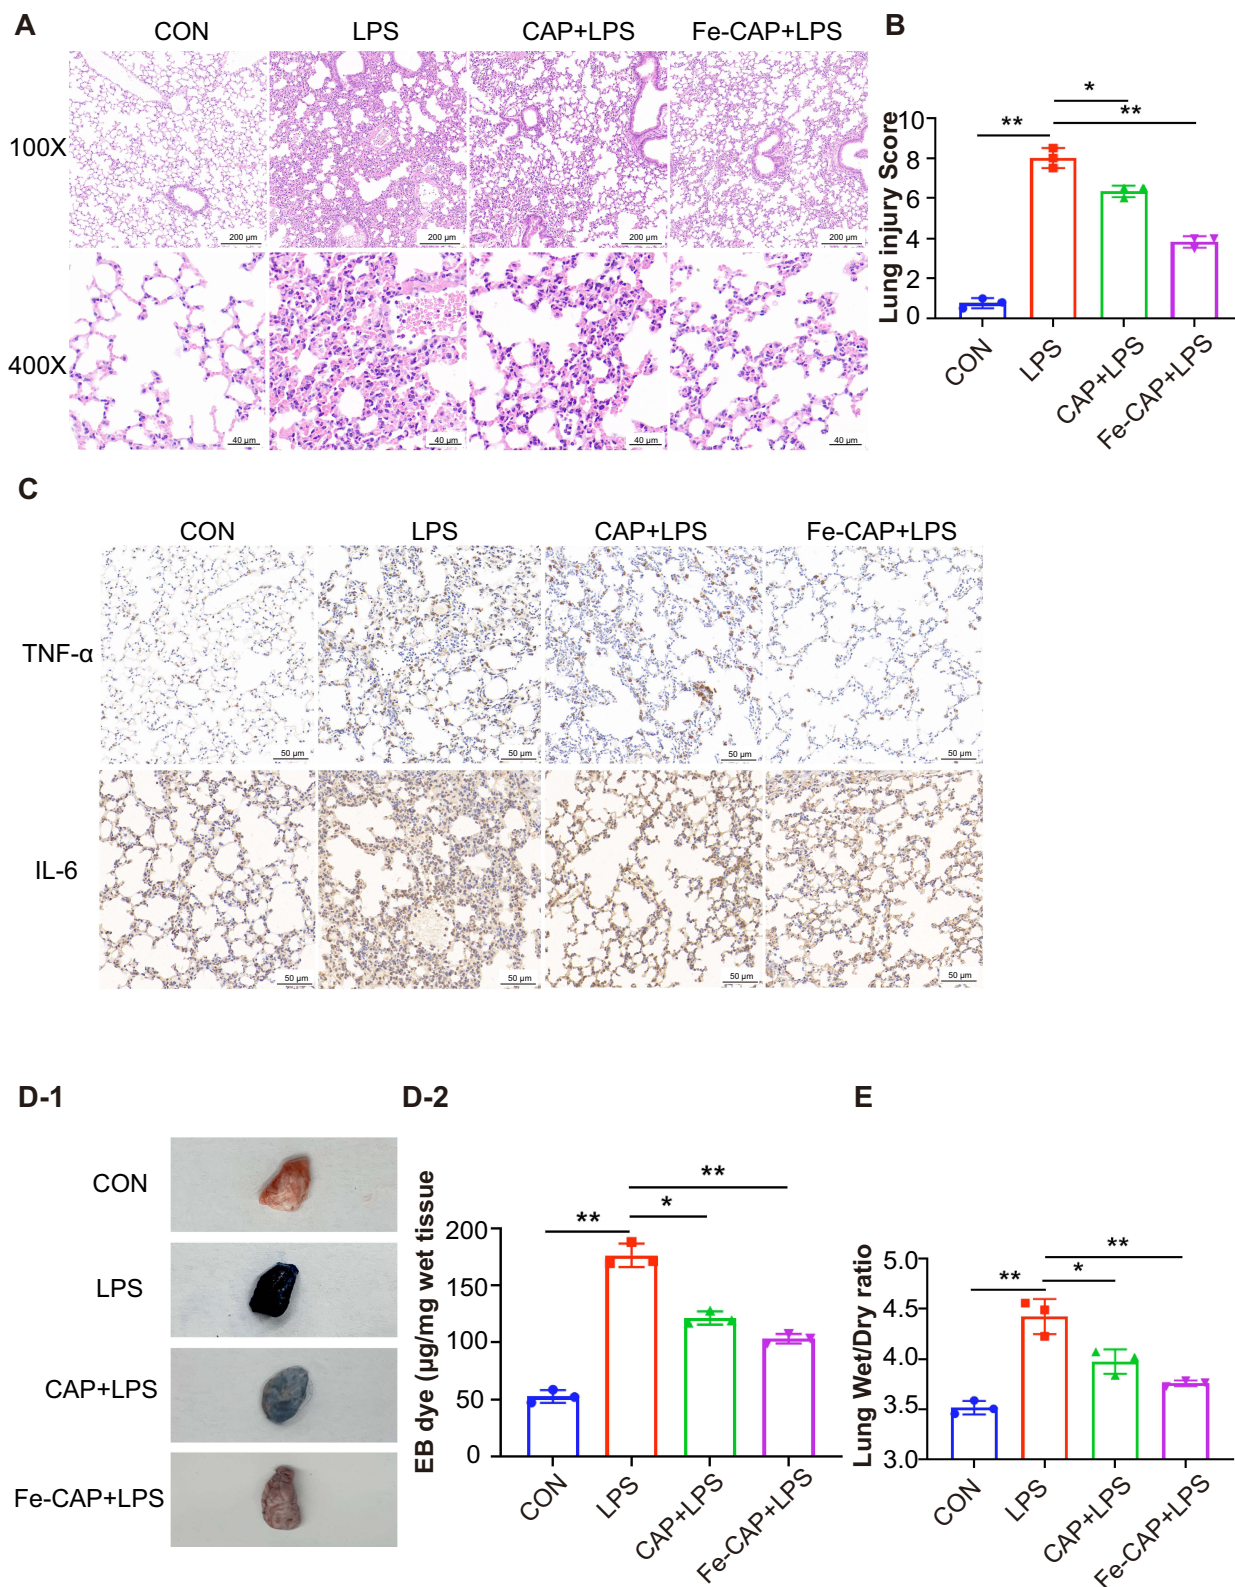 A
CON LPS CAP+LPS Fe-CAP+LPS
100X
200 µm 200 µm 200 µm 200 µm
400X
40 µm 40 µm 40 µm 40 µm
B
Lung injury Score
* 
** **
10
8
6
4
2
0
CON LPS CAP+LPS Fe-CAP+LPS
C
CON LPS CAP+LPS Fe-CAP+LPS
TNF-α
50 µm 50 µm 50 µm 50 µm
IL-6
50 µm 50 µm 50 µm 50 µm
D-1
CON
LPS
CAP+LPS
Fe-CAP+LPS
D-2
EB dye (µg/mg wet tissue
**
** *
200
150
100
50
0
CON LPS CAP+LPS Fe-CAP+LPS
E
Lung Wet/Dry ratio
**
** *
5.0
4.5
4.0
3.5
3.0
CON LPS CAP+LPS Fe-CAP+LPS